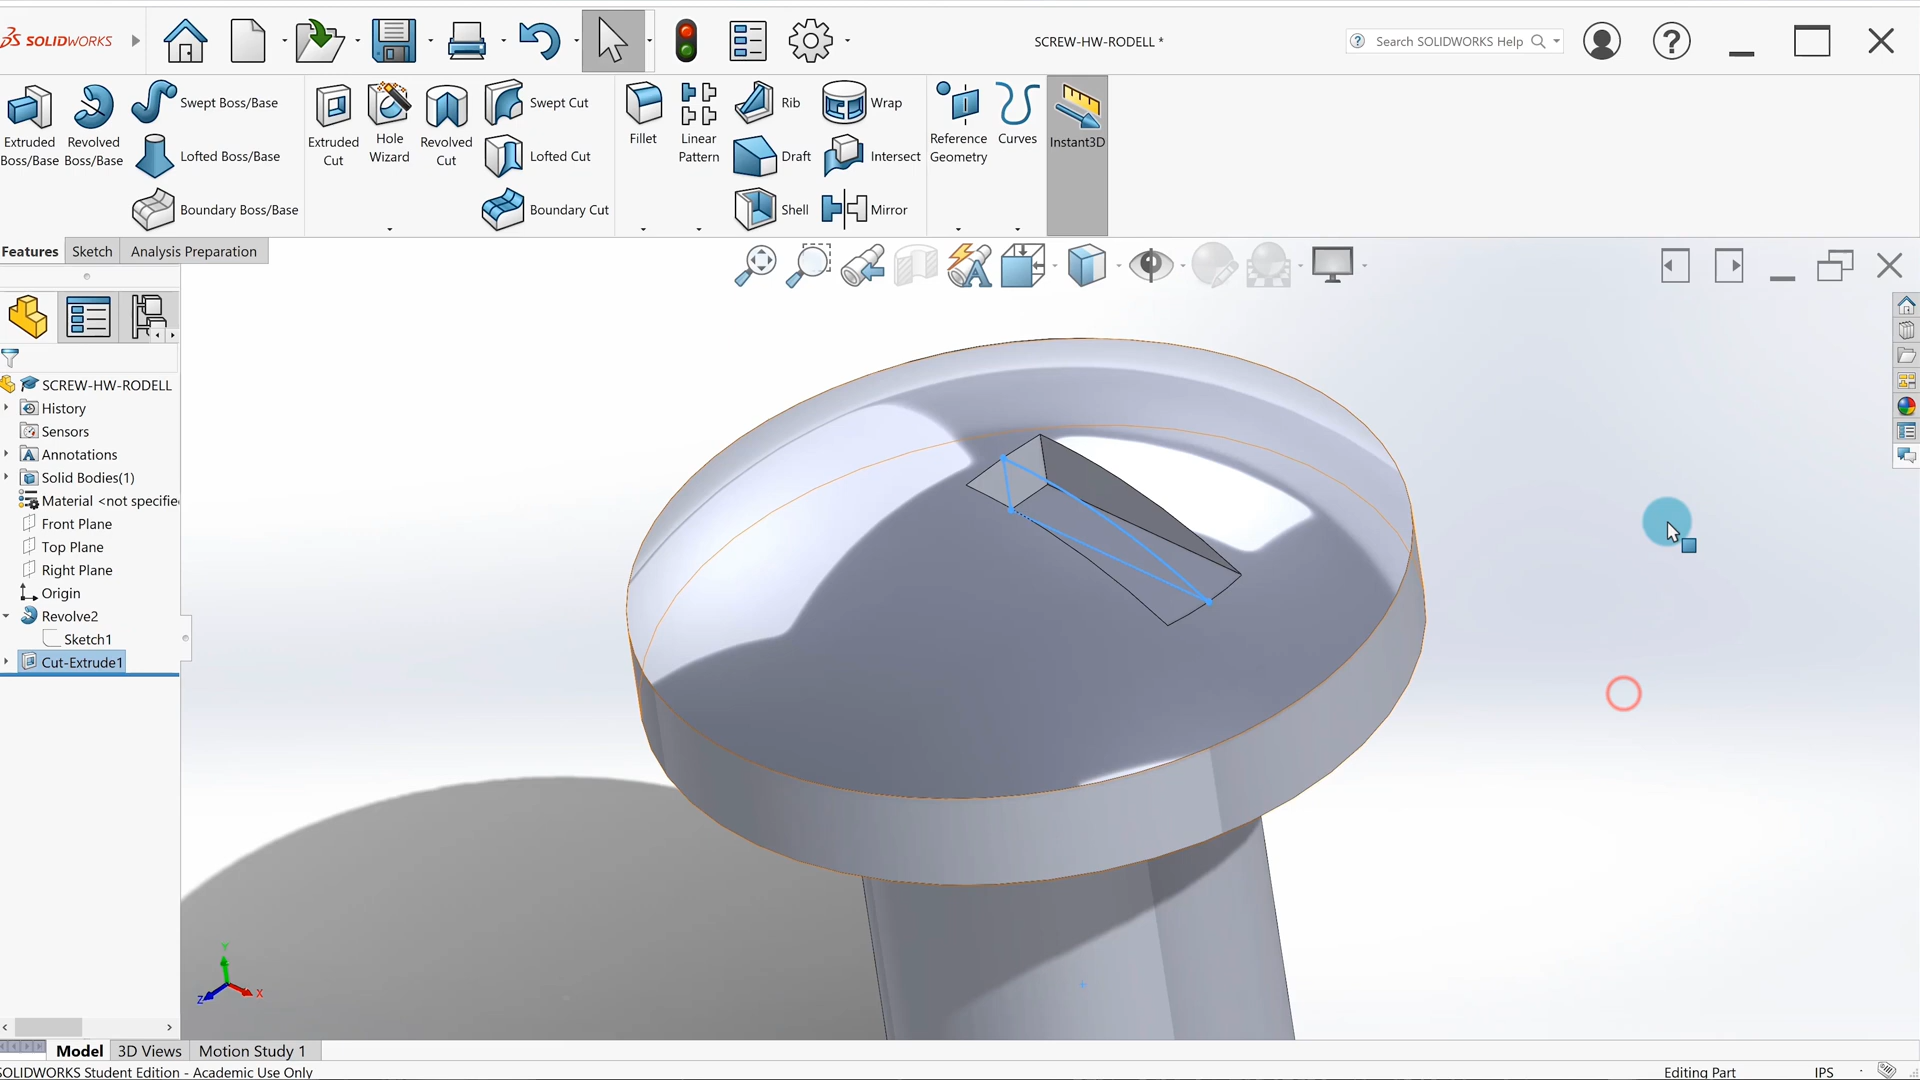 SOLIDWORKS
SCREW-HW-RODELL *
Search SOLIDWORKS Help
Extruded Boss/Base
Revolved Boss/Base
Swept Boss/Base
Lofted Boss/Base
Boundary Boss/Base
Extruded Cut
Hole Wizard
Revolved Cut
Swept Cut
Lofted Cut
Boundary Cut
Fillet
Linear Pattern
Rib
Draft
Shell
Wrap
Intersect
Mirror
Reference Geometry
Curves
Instant3D
Features
Sketch
Analysis Preparation
SCREW-HW-RODELL
History
Sensors
Annotations
Solid Bodies(1)
Material <not specifie
Front Plane
Top Plane
Right Plane
Origin
Revolve2
Sketch1
Cut-Extrude1
Y
X
Z
Model
3D Views
Motion Study 1
SOLIDWORKS Student Edition - Academic Use Only
Editing Part
IPS